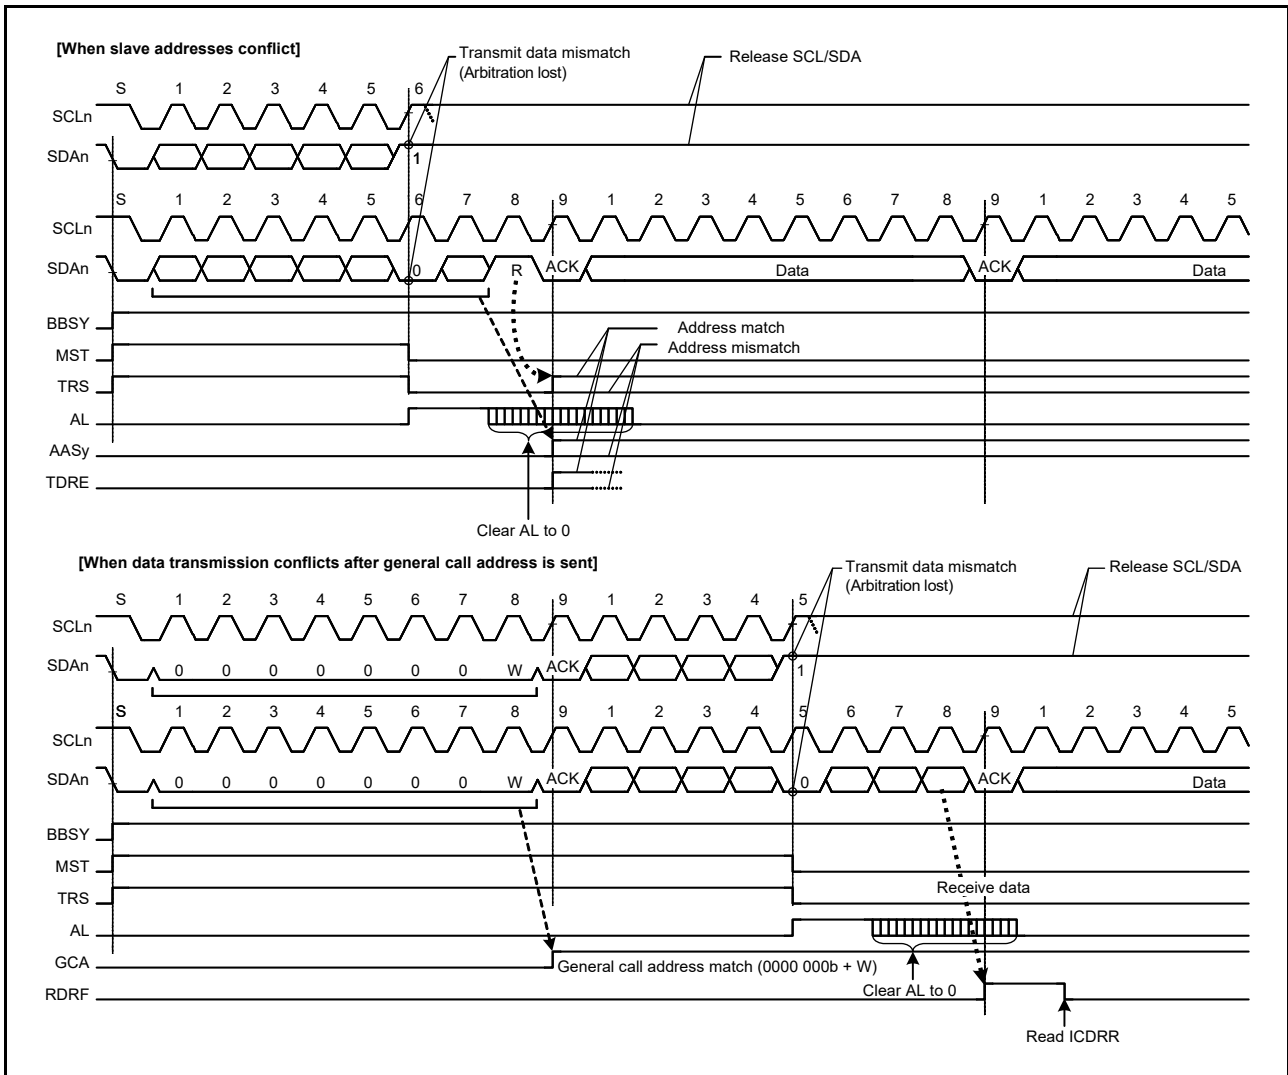 [When slave addresses conflict]
Transmit data mismatch
(Arbitration lost)
Release SCL/SDA
S 1 2 3 4 5 6
SCLn
SDAn
1
S 1 2 3 4 5 6 7 8 9 1 2 3 4 5 6 7 8 9 1 2 3 4 5
SCLn
SDAn
0 R ACK Data ACK Data
BBSY
Address match
MST
Address mismatch
TRS
AL
AASy
TDRE
Clear AL to 0
[When data transmission conflicts after general call address is sent]
Transmit data mismatch
(Arbitration lost)
Release SCL/SDA
S 1 2 3 4 5 6 7 8 9 1 2 3 4 5
SCLn
SDAn
0 0 0 0 0 0 0 W ACK 1
S 1 2 3 4 5 6 7 8 9 1 2 3 4 5 6 7 8 9 1 2 3 4 5
SCLn
SDAn
0 0 0 0 0 0 0 W ACK 0 ACK Data
BBSY
MST
TRS
Receive data
AL
GCA
General call address match (0000 000b + W)
Clear AL to 0
RDRF
Read ICDRR